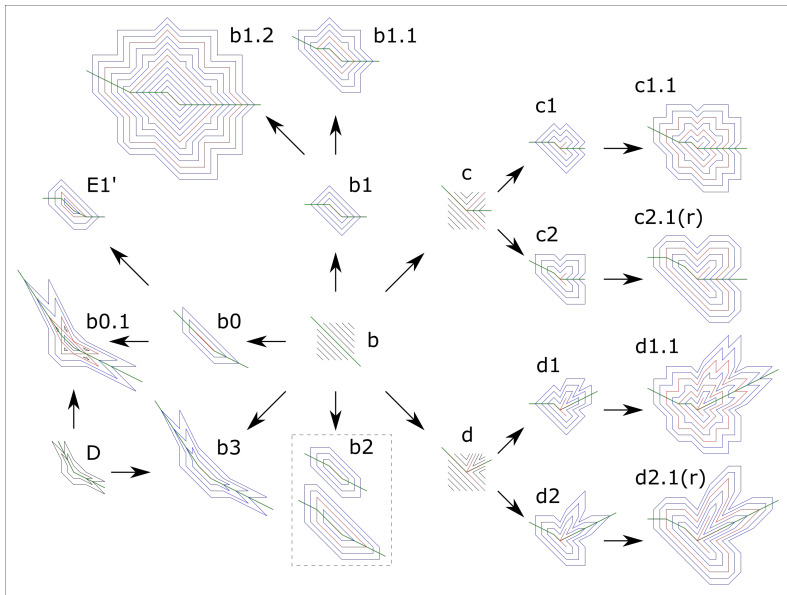 b1.2
b1.1
c1
c1.1
E1'
b1
c
c2
c2.1(r)
b0.1
b0
b
d1
d1.1
D
b3
b2
d
d2
d2.1(r)